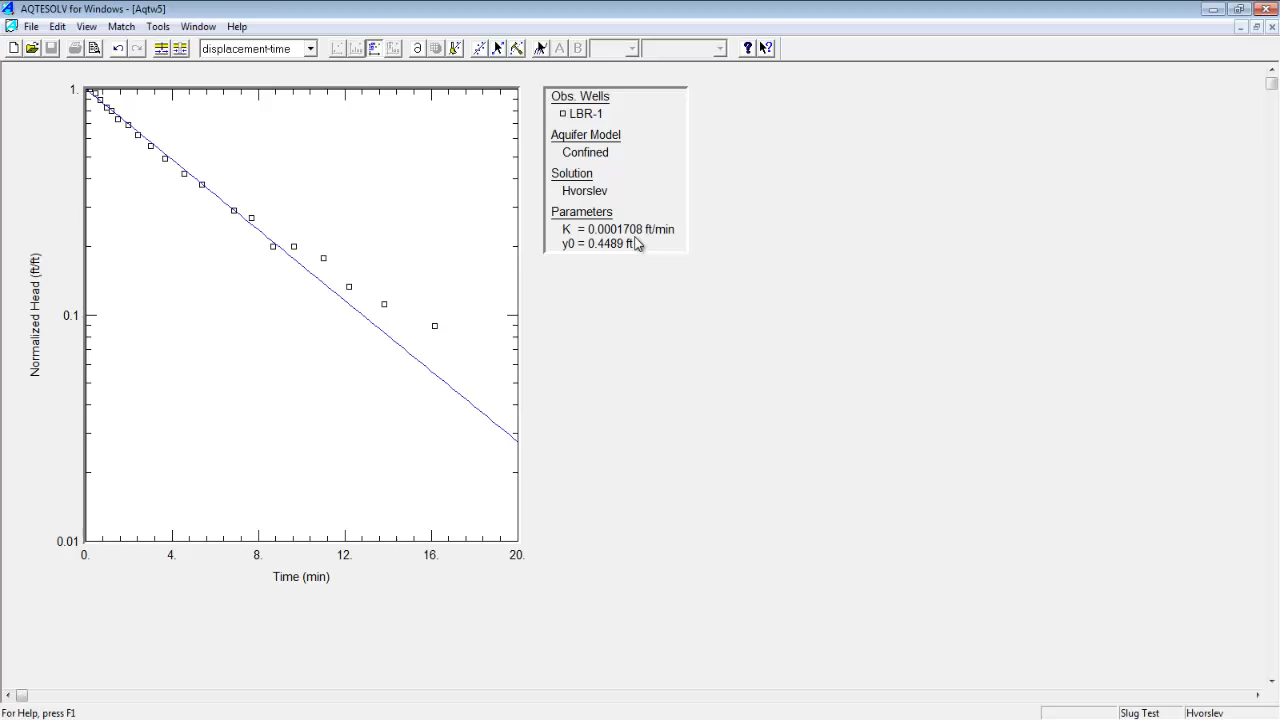 AQTESOLV for Windows - [Aqtw5]
File Edit View Match Tools Window Help
displacement-time
A B
Obs. Wells
LBR-1
Aquifer Model
Confined
Solution
Hvorslev
Parameters
K = 0.0001708 ft/min
y0 = 0.4489 ft
1.
0.1
0.01
Normalized Head (ft/ft)
0. 4. 8. 12. 16. 20.
Time (min)
For Help, press F1
Slug Test
Hvorslev